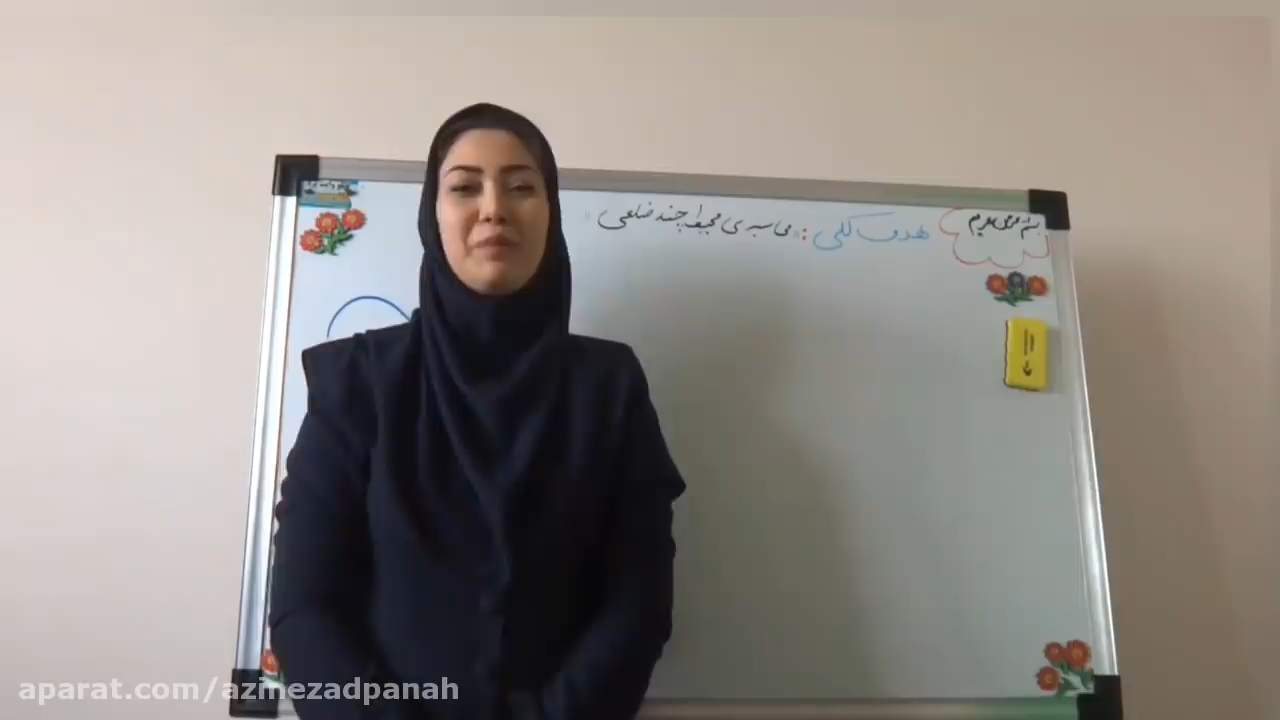 هدف کلی : «محاسبه ی محیط چند ضلعی»
aparat.com/azinezadpanah